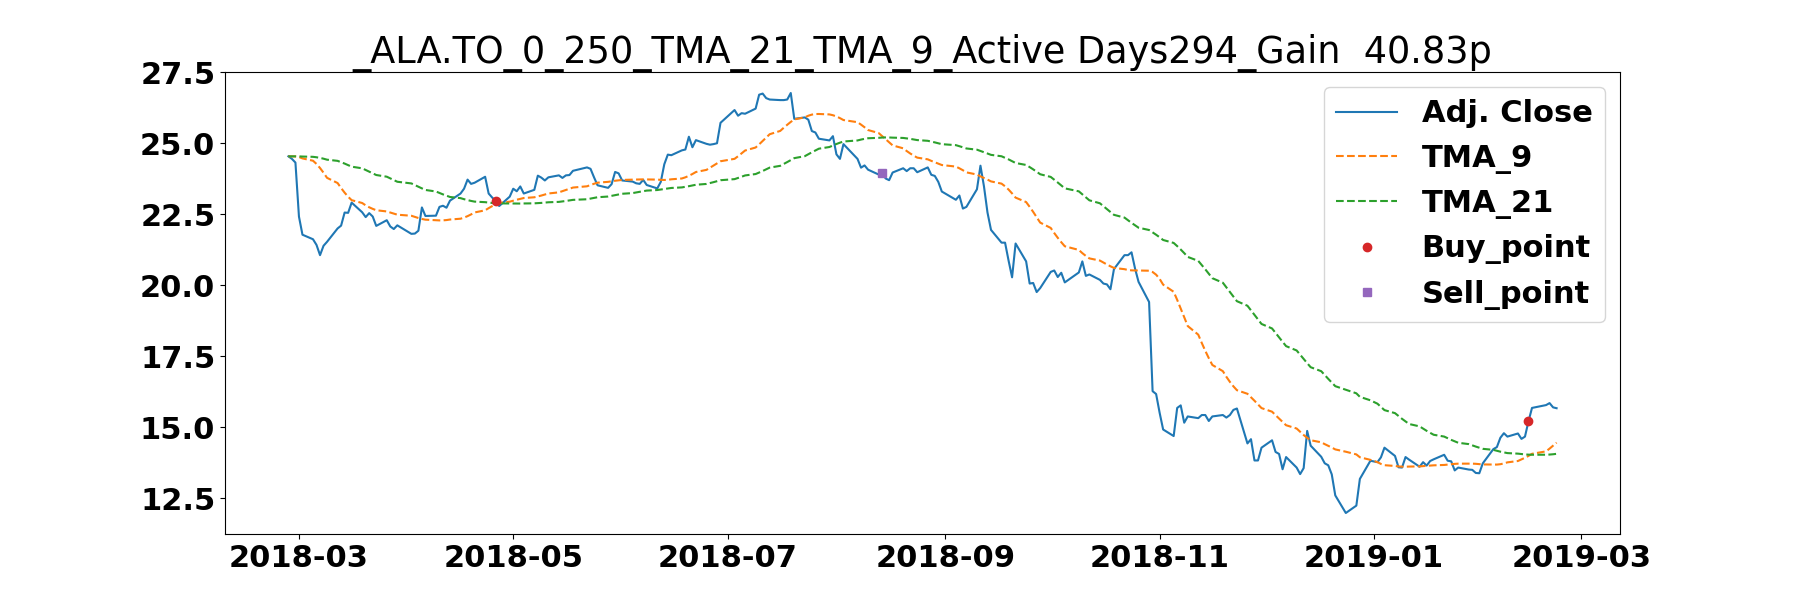 _ALA.TO_0_250_TMA_21_TMA_9_Active Days294_Gain  40.83p
27.5
25.0
22.5
20.0
17.5
15.0
12.5
Adj. Close
TMA_9
TMA_21
Buy_point
Sell_point
2018-03 2018-05 2018-07 2018-09 2018-11 2019-01 2019-03